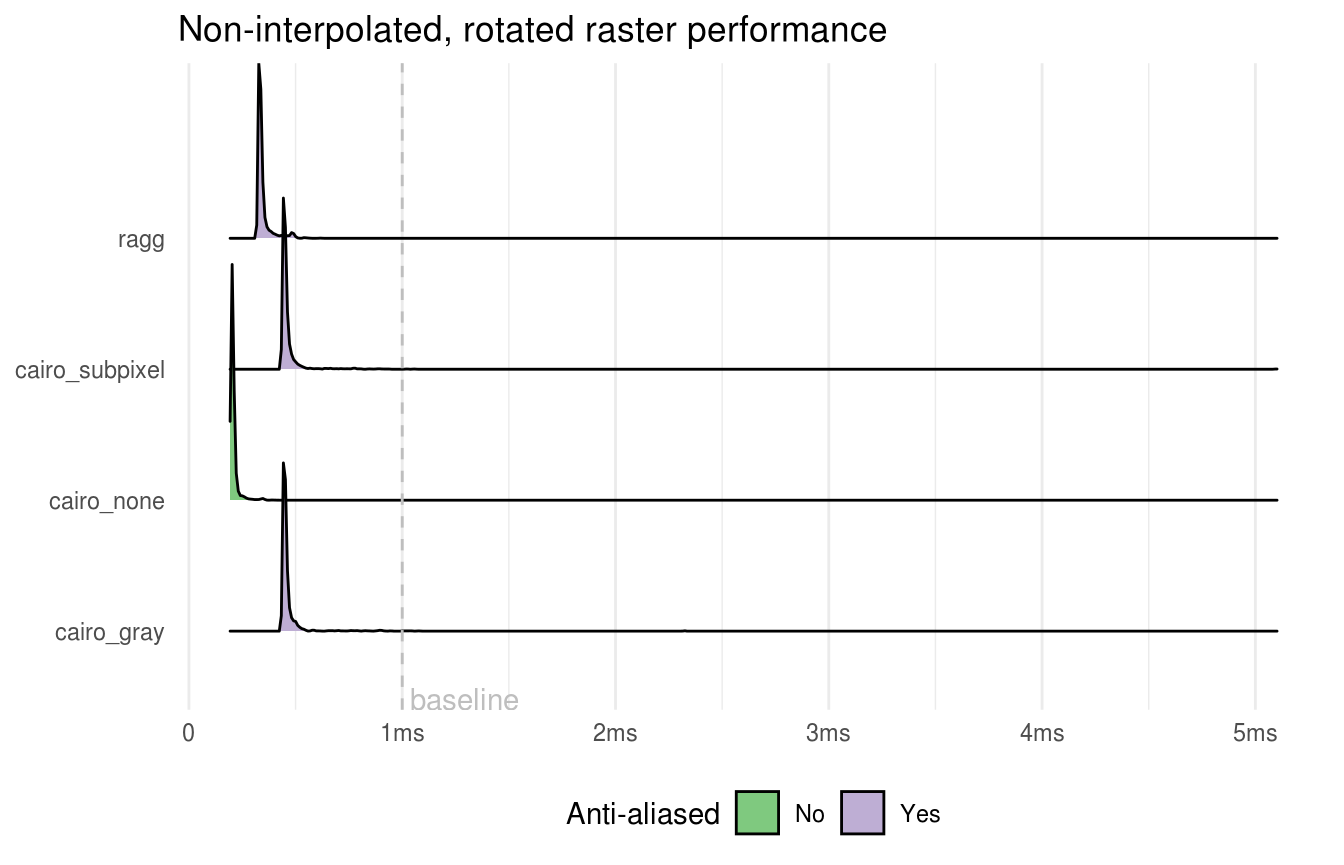 Non-interpolated, rotated raster performance
ragg
cairo_subpixel
cairo_none
cairo_gray
baseline
0 1ms 2ms 3ms 4ms 5ms
Anti-aliased No Yes